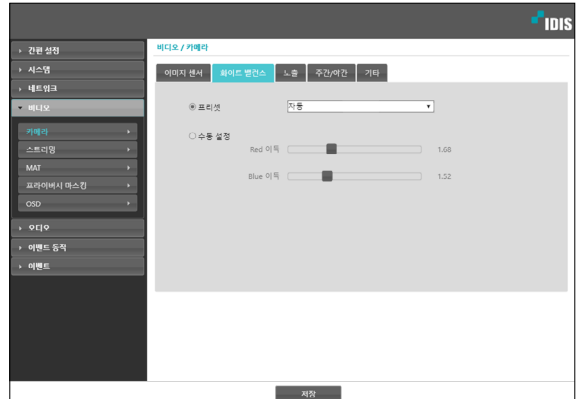 IDIS
간편 설정
시스템
네트워크
비디오
카메라
스트리밍
MAT
프라이버시 마스킹
OSD
오디오
이벤트 동작
이벤트
비디오 / 카메라
이미지 센서 화이트 밸런스 노출 주간/야간 기타
프리셋 자동
수동 설정
Red 이득 1.68
Blue 이득 1.52
저장